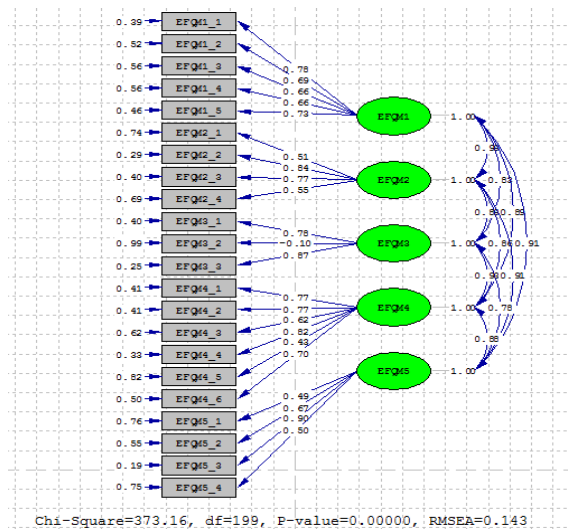 0.39 EFQM1_1
0.52 EFQM1_2
0.56 EFQM1_3
0.56 EFQM1_4
0.46 EFQM1_5
0.74 EFQM2_1
0.29 EFQM2_2
0.40 EFQM2_3
0.69 EFQM2_4
0.40 EFQM3_1
0.99 EFQM3_2
0.25 EFQM3_3
0.41 EFQM4_1
0.41 EFQM4_2
0.62 EFQM4_3
0.33 EFQM4_4
0.82 EFQM4_5
0.50 EFQM4_6
0.76 EFQM5_1
0.55 EFQM5_2
0.19 EFQM5_3
0.75 EFQM5_4
0.78
0.69
0.66
0.66
0.73
0.51
0.84
0.77
0.55
0.78
-0.10
0.87
0.77
0.77
0.62
0.82
0.43
0.70
0.49
0.67
0.90
0.50
EFQM1 1.00
EFQM2 1.00
EFQM3 1.00
EFQM4 1.00
EFQM5 1.00
0.83
0.89
0.86
0.91
0.91
0.78
0.88
Chi-Square=373.16, df=199, P-value=0.00000, RMSEA=0.143